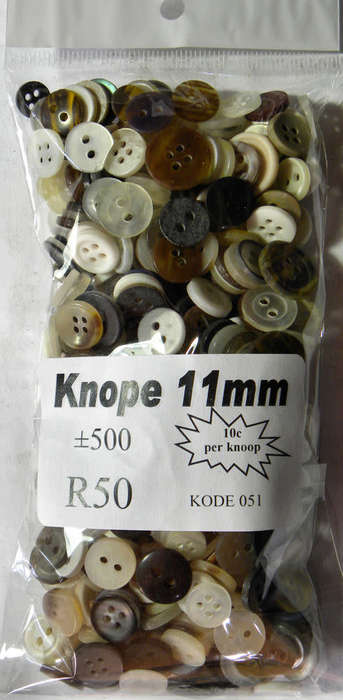 Knope 11mm
±500
10c
per knoop
R50
KODE 051